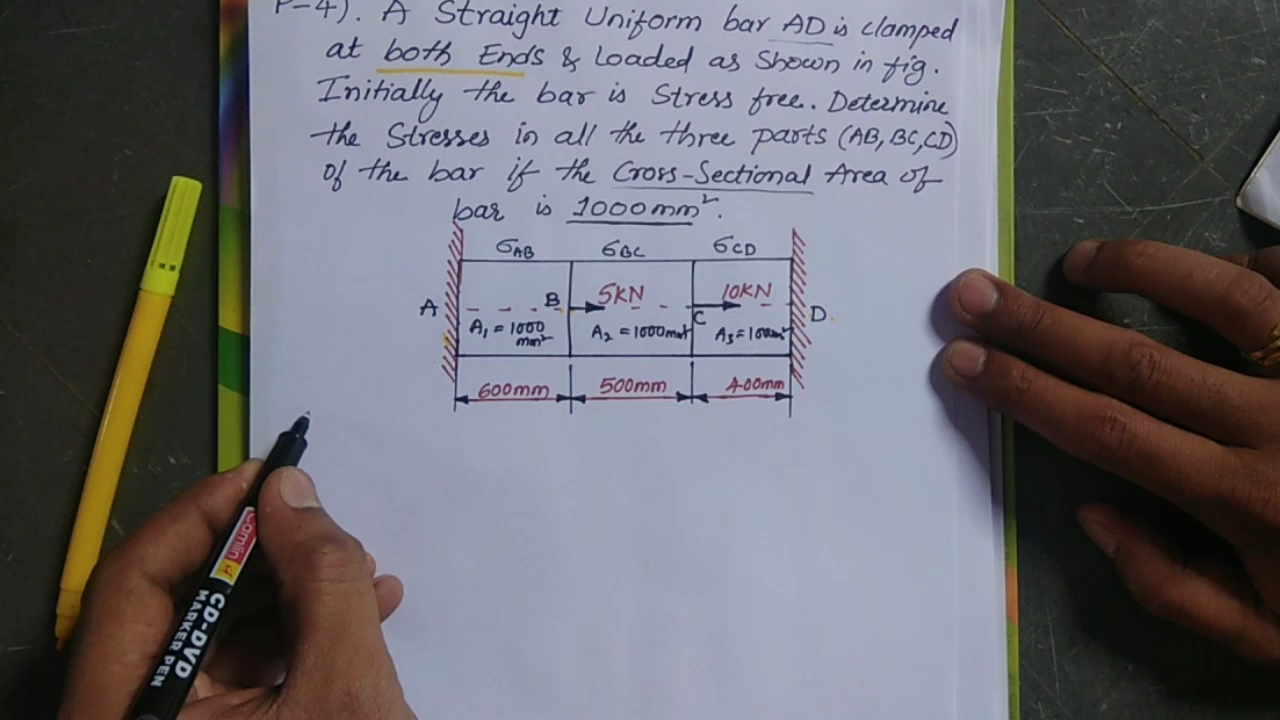 P-4). A Straight Uniform bar AD is clamped
at both Ends & Loaded as Shown in fig.
Initially the bar is Stress free. Determine
the Stresses in all the three parts (AB, BC, CD)
of the bar if the Cross-Sectional Area of
bar is 1000mm².
σAB σBC σCD
A B 5KN C 10KN D
A₁ = 1000 mm² A₂ = 1000mm² A₃ = 1000mm²
600mm 500mm 400mm
Camlin
CD-DVD
MARKER PEN